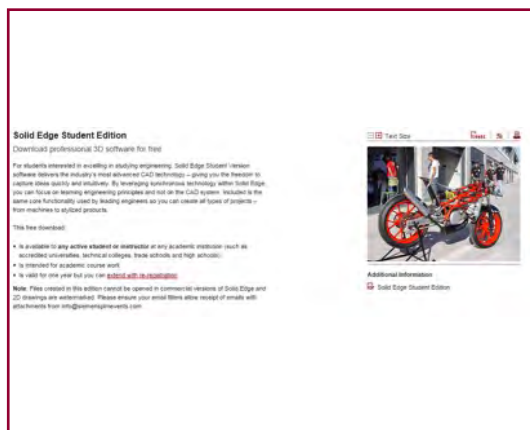 Solid Edge Student Edition
Download professional 3D software for free
For students interested in excelling in studying engineering, Solid Edge Student Version
software delivers the industry's most advanced CAD technology – giving you the freedom to
capture ideas quickly and intuitively. By leveraging synchronous technology within Solid Edge,
you can focus on learning engineering principles and not on the CAD system. Included is the
same core functionality used by leading engineers so you can create all types of projects –
from machines to stylized products.
This free download:
• Is available to any active student or instructor at any academic institution (such as
accredited universities, technical colleges, trade schools and high schools).
• Is intended for academic course work
• Is valid for one year but you can extend with re-registration
Note: Files created in this edition cannot be opened in commercial versions of Solid Edge and
2D drawings are watermarked. Please ensure your email filters allow receipt of emails with
attachments from info@siemensplmevents.com
Text Size
Additional Information
Solid Edge Student Edition